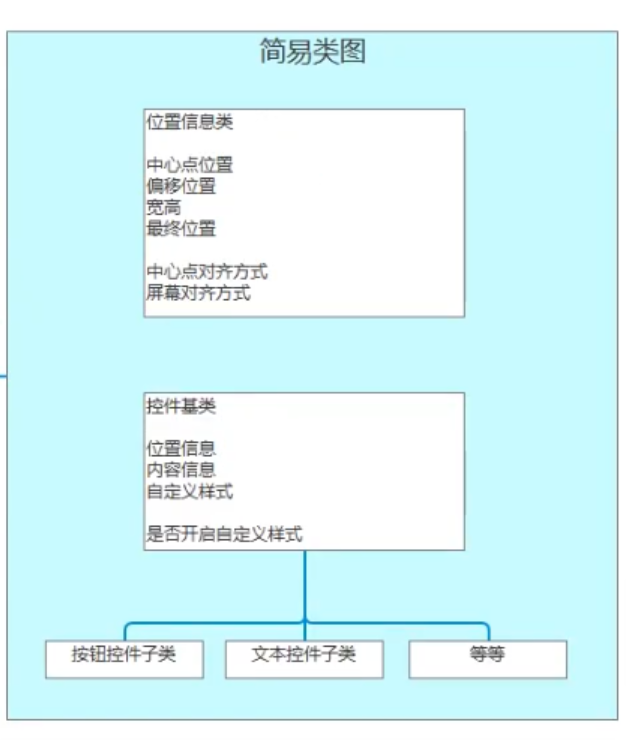 简易类图
位置信息类
中心点位置
偏移位置
宽高
最终位置
中心点对齐方式
屏幕对齐方式
控件基类
位置信息
内容信息
自定义样式
是否开启自定义样式
按钮控件子类
文本控件子类
等等